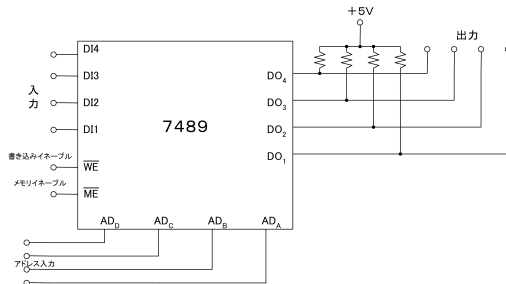 +5V
出力
DI4
DI3
DI2
DI1
入
力
7489
DO4
DO3
DO2
DO1
書き込みイネーブル
WE
メモリイネーブル
ME
ADD
ADC
ADB
ADA
アドレス入力